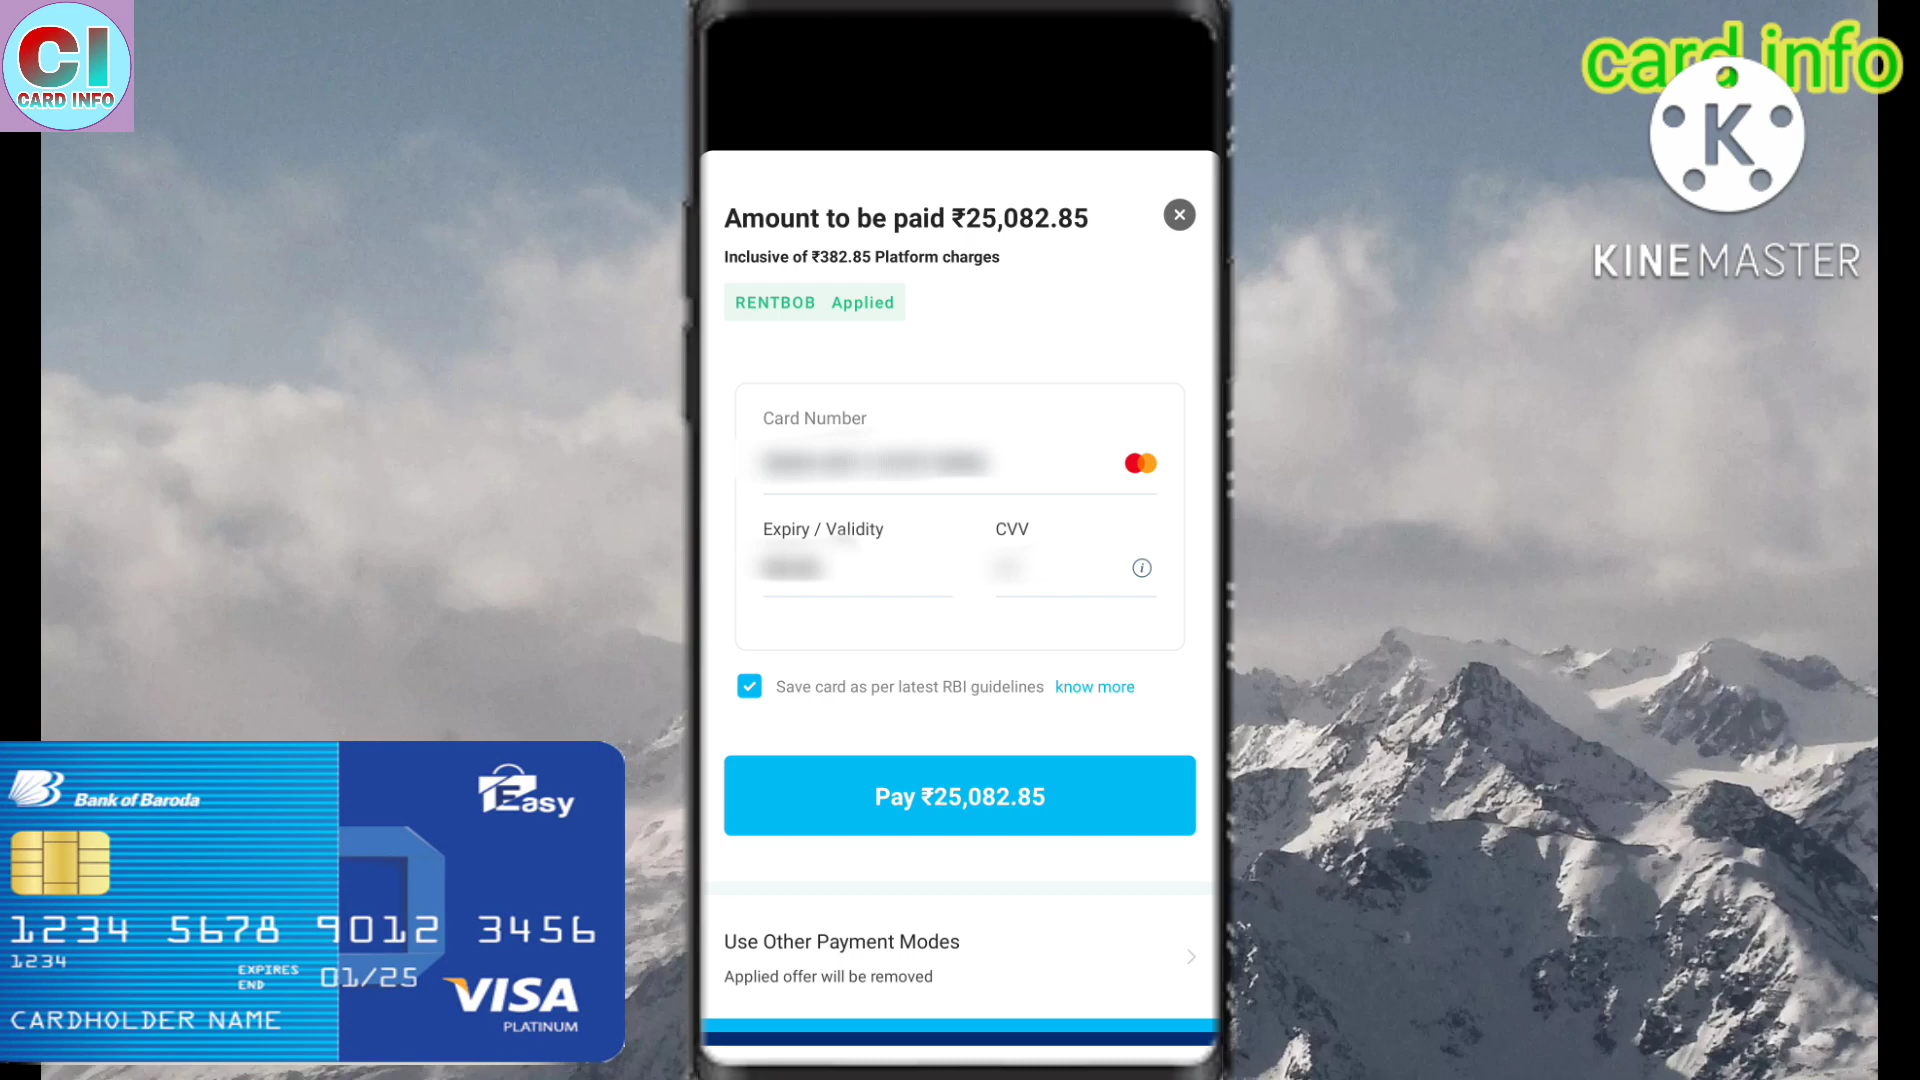 CI
CARD INFO
card info
K
KINEMASTER
Amount to be paid ₹25,082.85
Inclusive of ₹382.85 Platform charges
RENTBOB Applied
Card Number
Expiry / Validity CVV
Save card as per latest RBI guidelines know more
Pay ₹25,082.85
Use Other Payment Modes
Applied offer will be removed
Bank of Baroda
Easy
1234 5678 9012 3456
1234
EXPIRES
END
01/25
VISA
PLATINUM
CARDHOLDER NAME